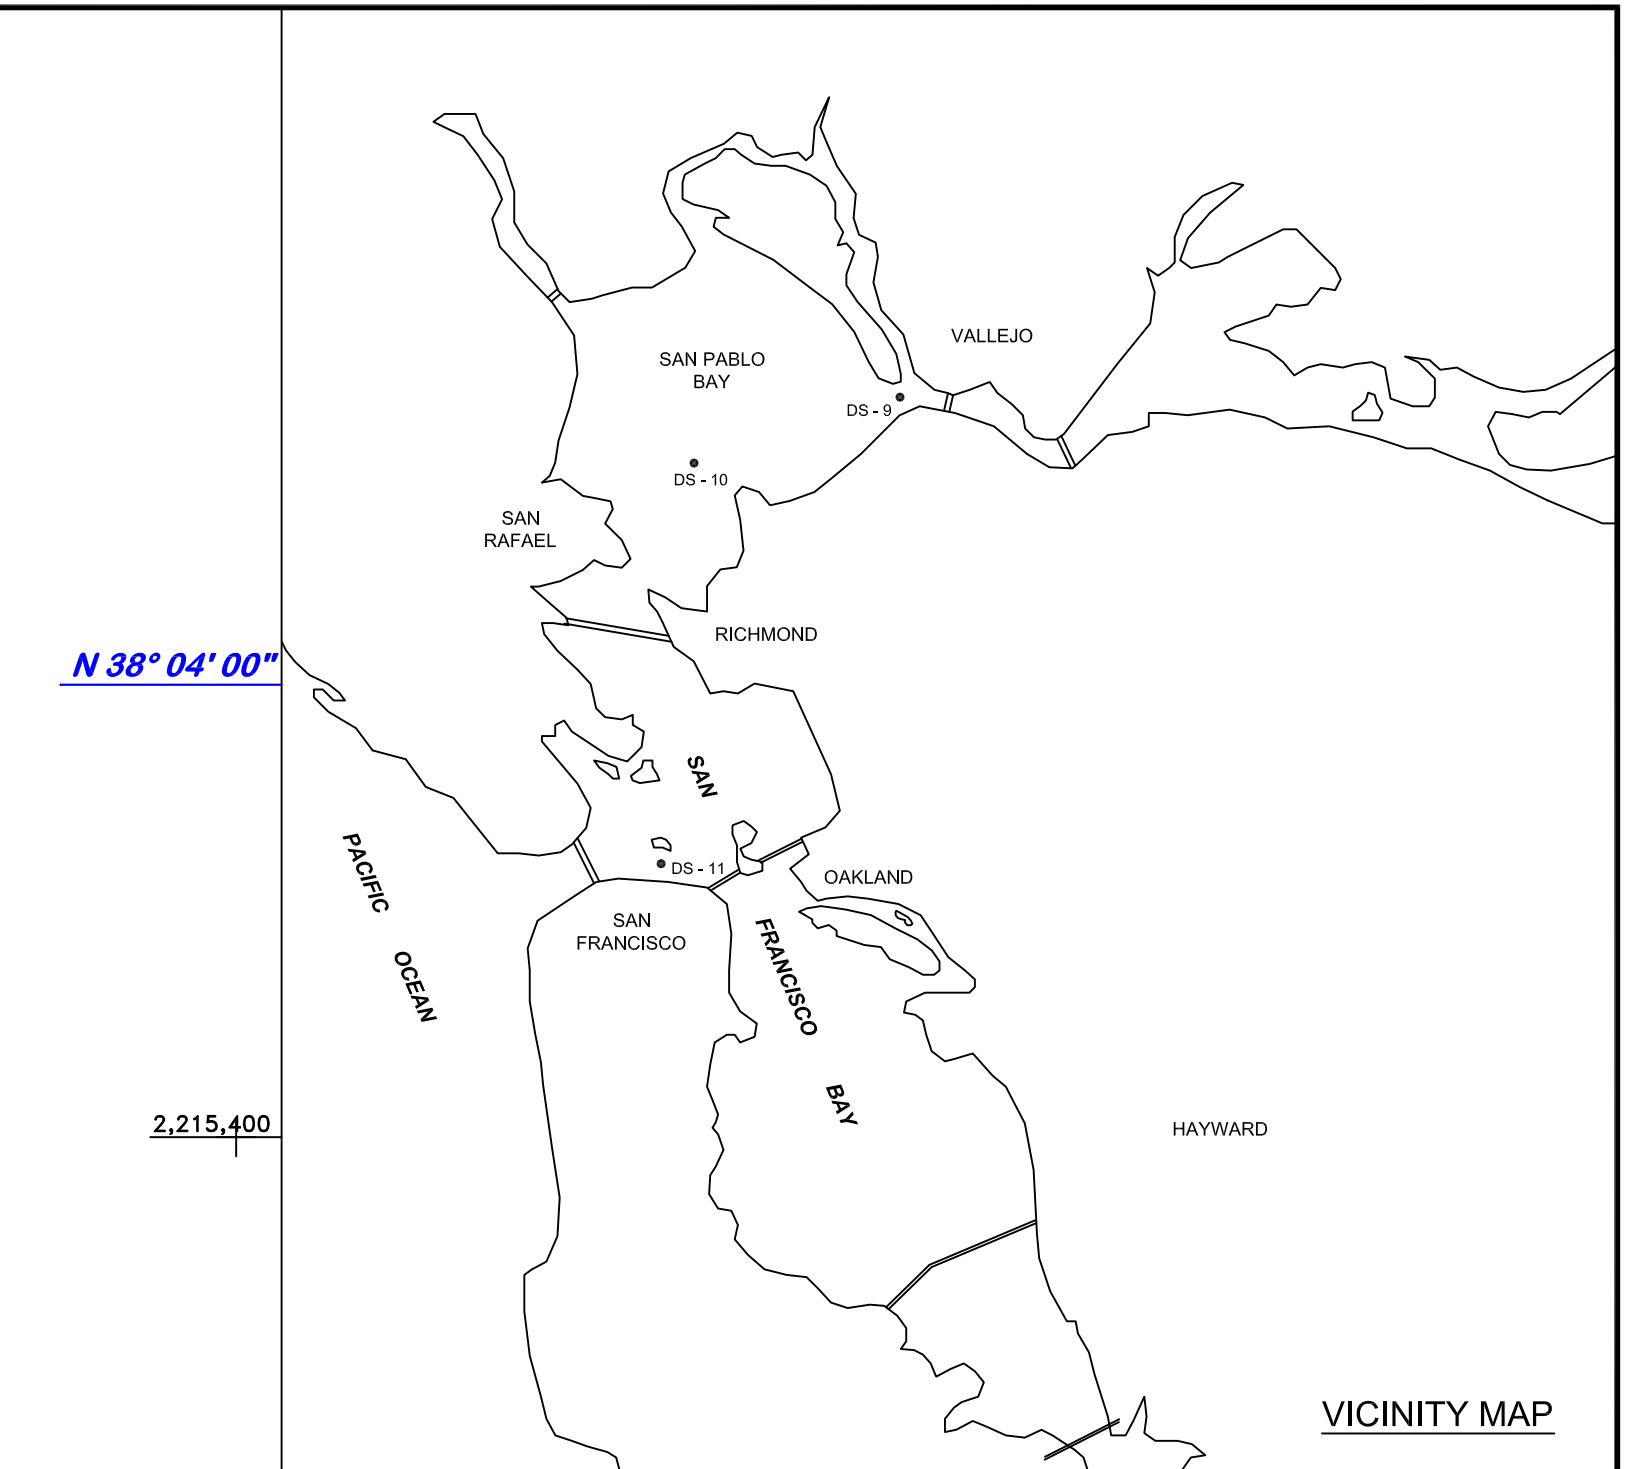 VALLEJO
SAN PABLO
BAY
DS - 9
DS - 10
SAN
RAFAEL
RICHMOND
N 38° 04' 00"
SAN
PACIFIC
DS - 11
OAKLAND
SAN
FRANCISCO
FRANCISCO
OCEAN
BAY
2,215,400
HAYWARD
VICINITY MAP